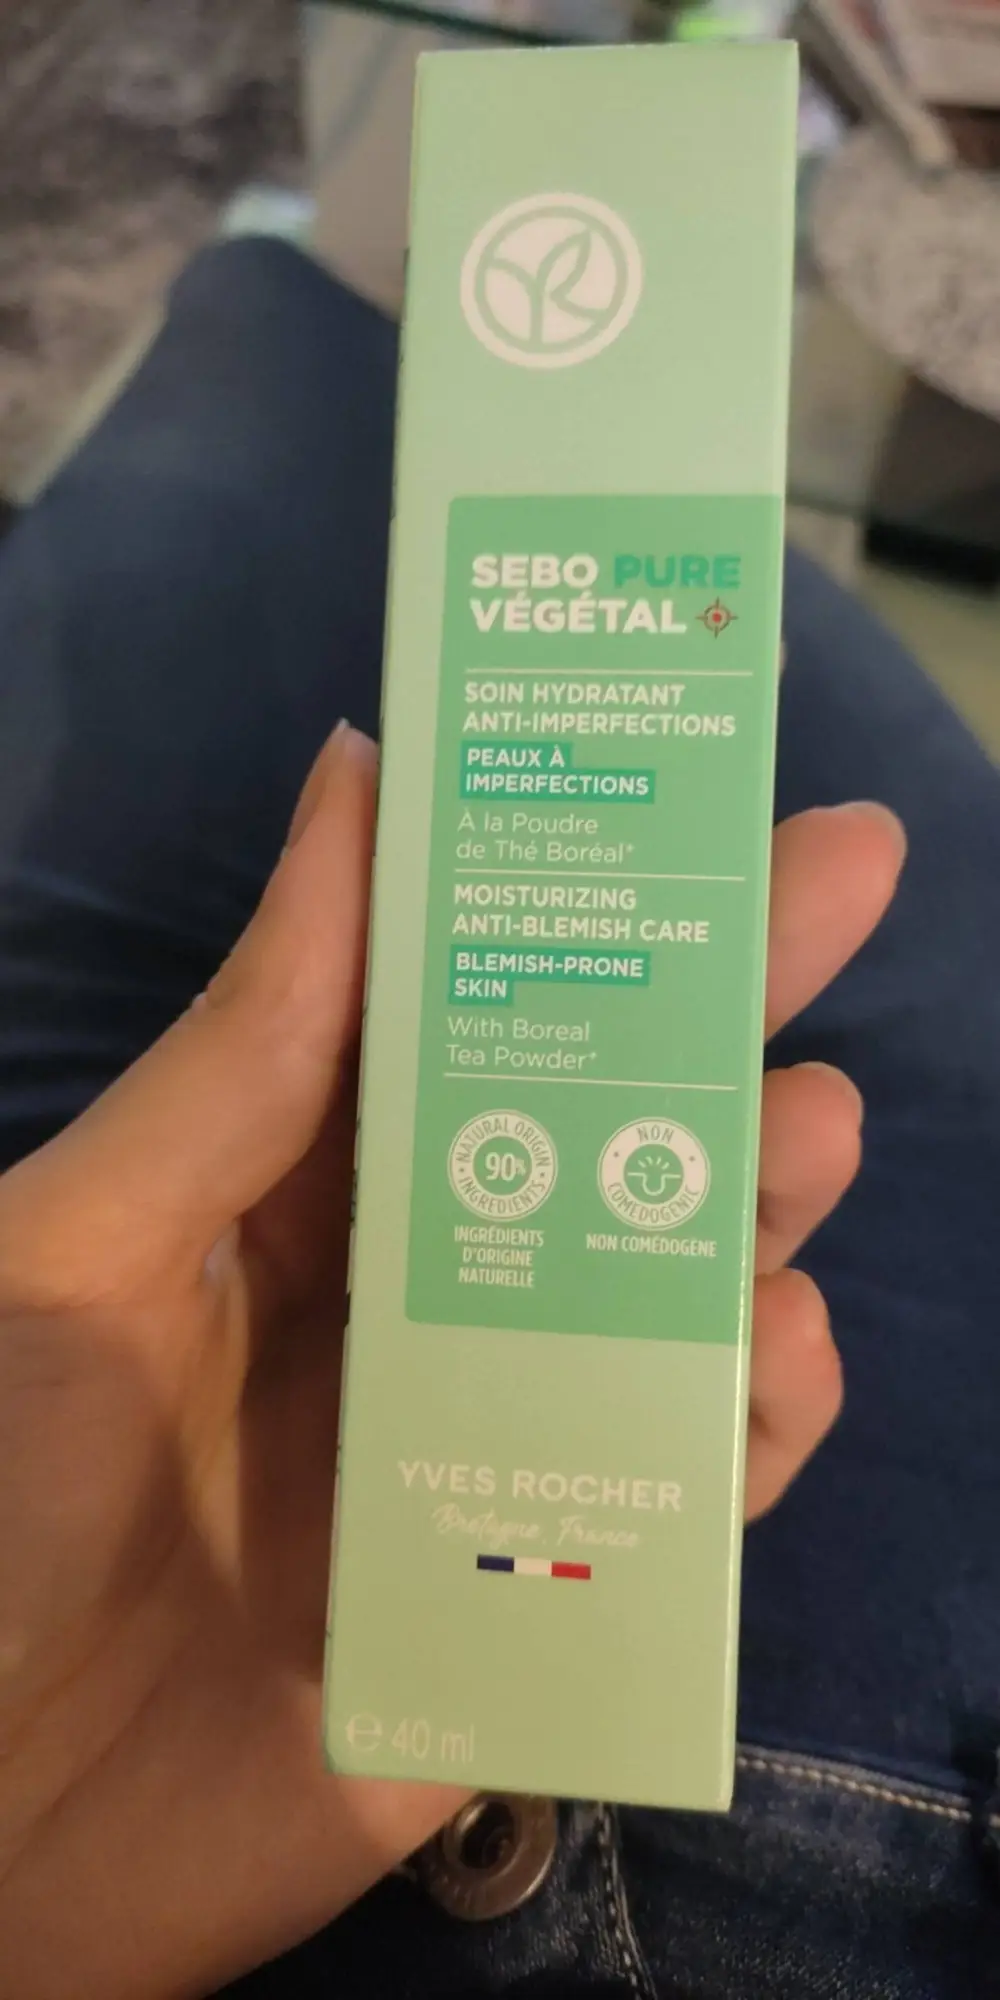 SEBO PURE
VÉGÉTAL
SOIN HYDRATANT
ANTI-IMPERFECTIONS
PEAUX À
IMPERFECTIONS
À la Poudre
de Thé Boréal*
MOISTURIZING
ANTI-BLEMISH CARE
BLEMISH-PRONE
SKIN
With Boreal
Tea Powder*
NATURAL ORIGIN
90%
INGREDIENTS
INGRÉDIENTS
D'ORIGINE
NATURELLE
NON
COMEDOGENIC
NON COMÉDOGÈNE
YVES ROCHER
Bretagne, France
e 40 ml